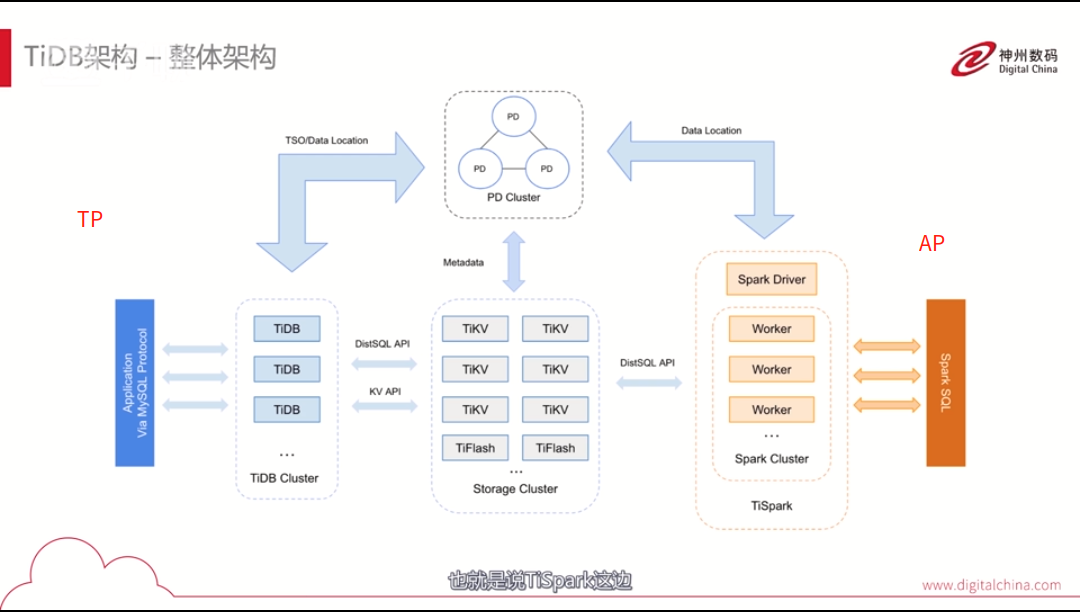 TiDB架构 – 整体架构
神州数码
Digital China
TSO/Data Location
PD
PD
PD
PD Cluster
Data Location
TP
AP
Metadata
Application
Via MySQL Protocol
TiDB
TiDB
TiDB
...
TiDB Cluster
DistSQL API
KV API
TiKV
TiKV
TiKV
TiKV
TiKV
TiKV
TiFlash
TiFlash
...
Storage Cluster
DistSQL API
Spark Driver
Worker
Worker
Worker
...
Spark Cluster
TiSpark
Spark SQL
也就是说TiSpark这边
www.digitalchina.com